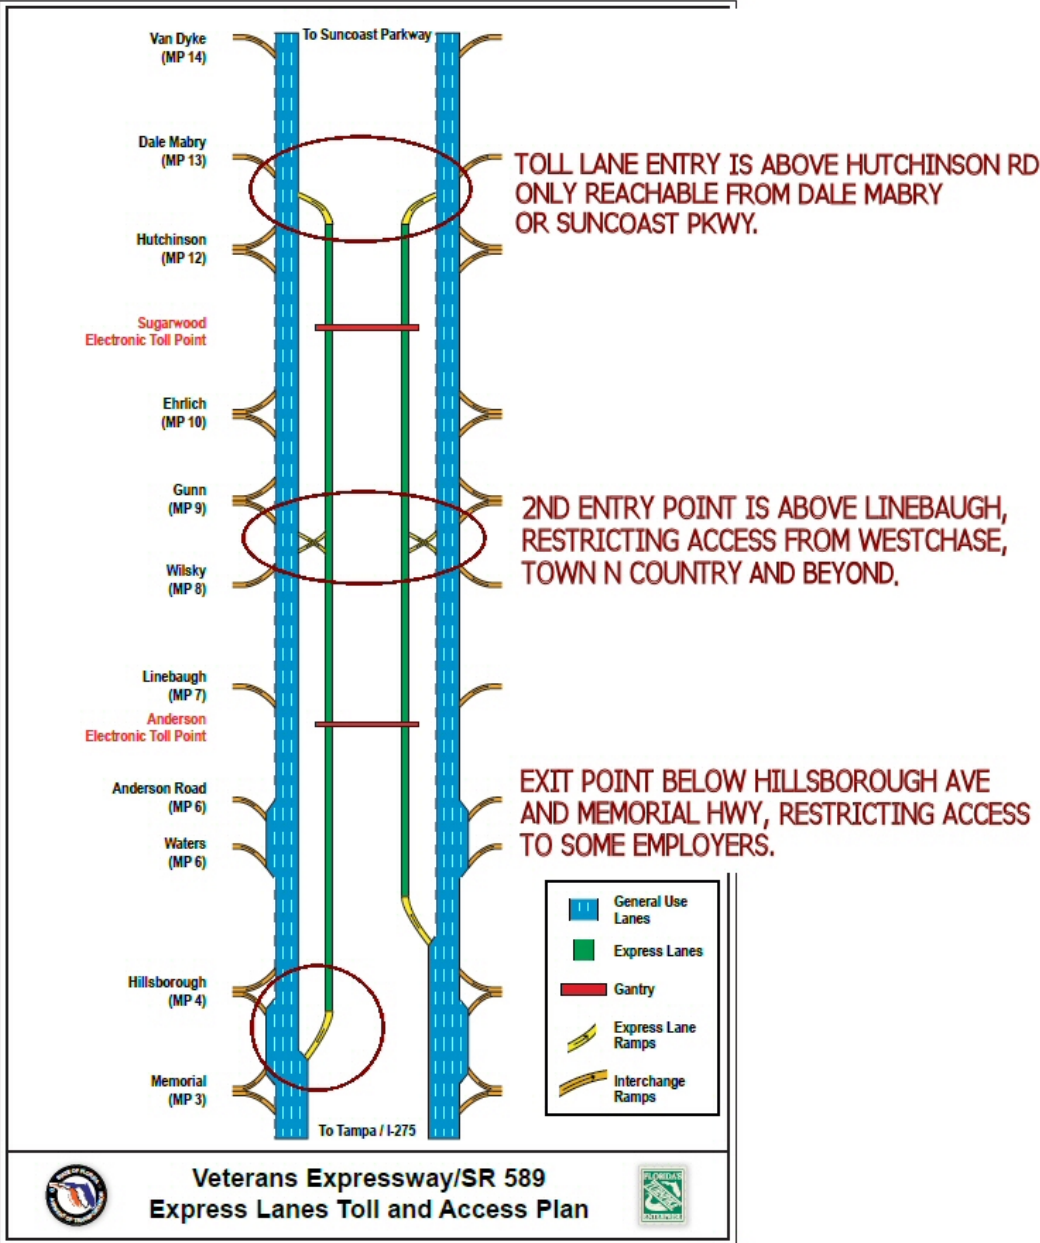 To Suncoast Parkway
Van Dyke
(MP 14)
Dale Mabry
(MP 13)
TOLL LANE ENTRY IS ABOVE HUTCHINSON RD
ONLY REACHABLE FROM DALE MABRY
OR SUNCOAST PKWY.
Hutchinson
(MP 12)
Sugarwood
Electronic Toll Point
Ehrlich
(MP 10)
Gunn
(MP 9)
2ND ENTRY POINT IS ABOVE LINEBAUGH,
RESTRICTING ACCESS FROM WESTCHASE,
TOWN N COUNTRY AND BEYOND.
Wilsky
(MP 8)
Linebaugh
(MP 7)
Anderson
Electronic Toll Point
Anderson Road
(MP 6)
EXIT POINT BELOW HILLSBOROUGH AVE
AND MEMORIAL HWY, RESTRICTING ACCESS
TO SOME EMPLOYERS.
Waters
(MP 6)
General Use
Lanes
Express Lanes
Gantry
Express Lane
Ramps
Interchange
Ramps
Hillsborough
(MP 4)
Memorial
(MP 3)
To Tampa / I-275
Veterans Expressway/SR 589
Express Lanes Toll and Access Plan
FLORIDA'S